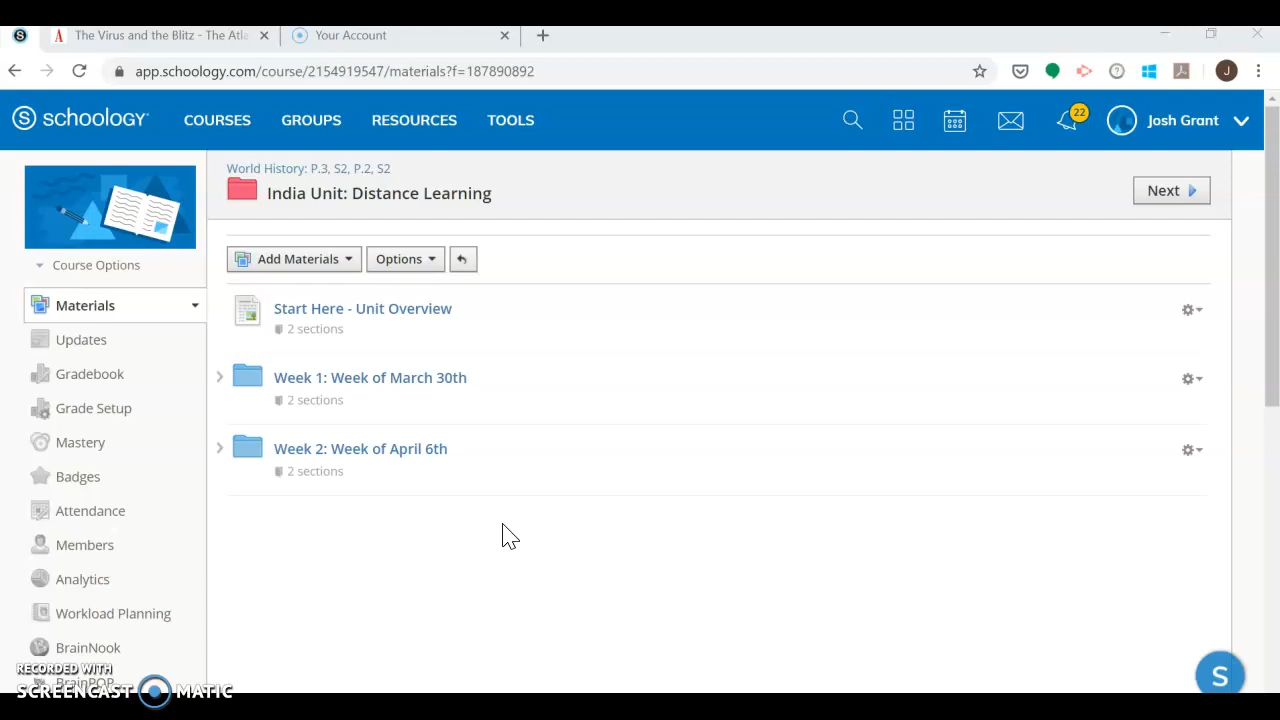 The Virus and the Blitz - The Atla
Your Account
app.schoology.com/course/2154919547/materials?f=187890892
J
S schoology
COURSES
GROUPS
RESOURCES
TOOLS
22
Josh Grant
World History: P.3, S2, P.2, S2
India Unit: Distance Learning
Next
Course Options
Add Materials
Options
Materials
Start Here - Unit Overview
2 sections
Updates
Gradebook
Week 1: Week of March 30th
2 sections
Grade Setup
Mastery
Week 2: Week of April 6th
2 sections
Badges
Attendance
Members
Analytics
Workload Planning
BrainNook
BrainPOP
RECORDED WITH
SCREENCAST MATIC
S